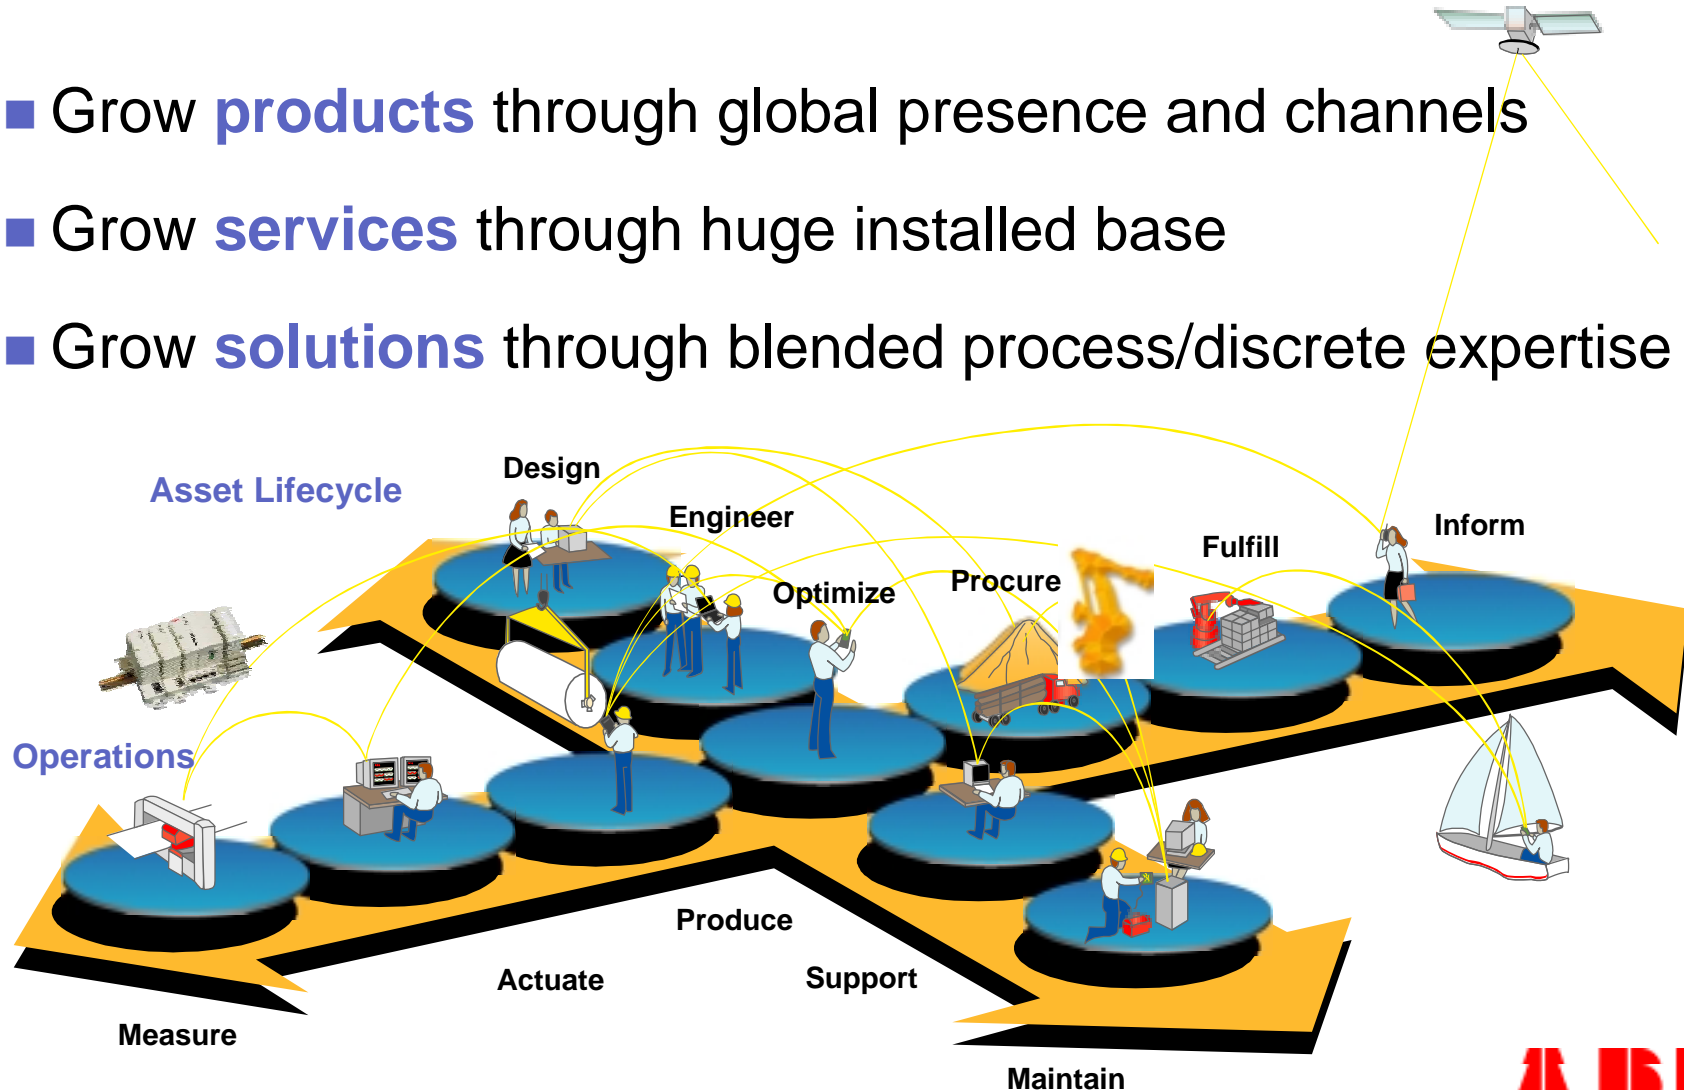 Grow products through global presence and channels
Grow services through huge installed base
Grow solutions through blended process/discrete expertise
Asset Lifecycle
Design
Engineer
Optimize
Procure
Fulfill
Inform
Operations
Measure
Actuate
Produce
Support
Maintain